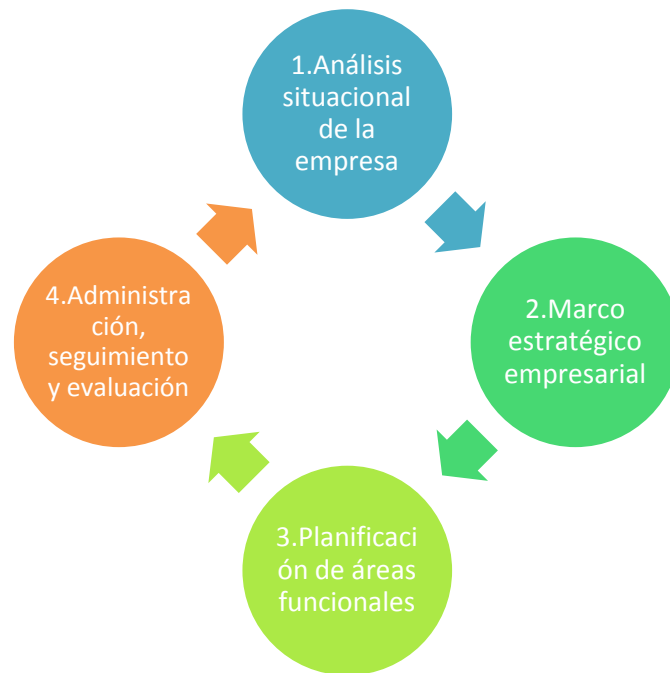 1.Análisis
situacional
de la
empresa
2.Marco
estratégico
empresarial
3.Planificaci
ón de áreas
funcionales
4.Administra
ción,
seguimiento
y evaluación